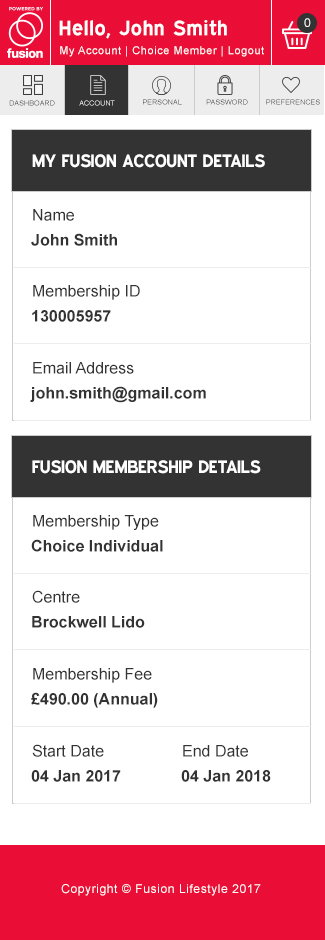 POWERED BY
fusion
Hello, John Smith
My Account | Choice Member | Logout
0
DASHBOARD
ACCOUNT
PERSONAL
PASSWORD
PREFERENCES
MY FUSION ACCOUNT DETAILS
Name
John Smith
Membership ID
130005957
Email Address
john.smith@gmail.com
FUSION MEMBERSHIP DETAILS
Membership Type
Choice Individual
Centre
Brockwell Lido
Membership Fee
£490.00 (Annual)
Start Date End Date
04 Jan 2017 04 Jan 2018
Copyright © Fusion Lifestyle 2017